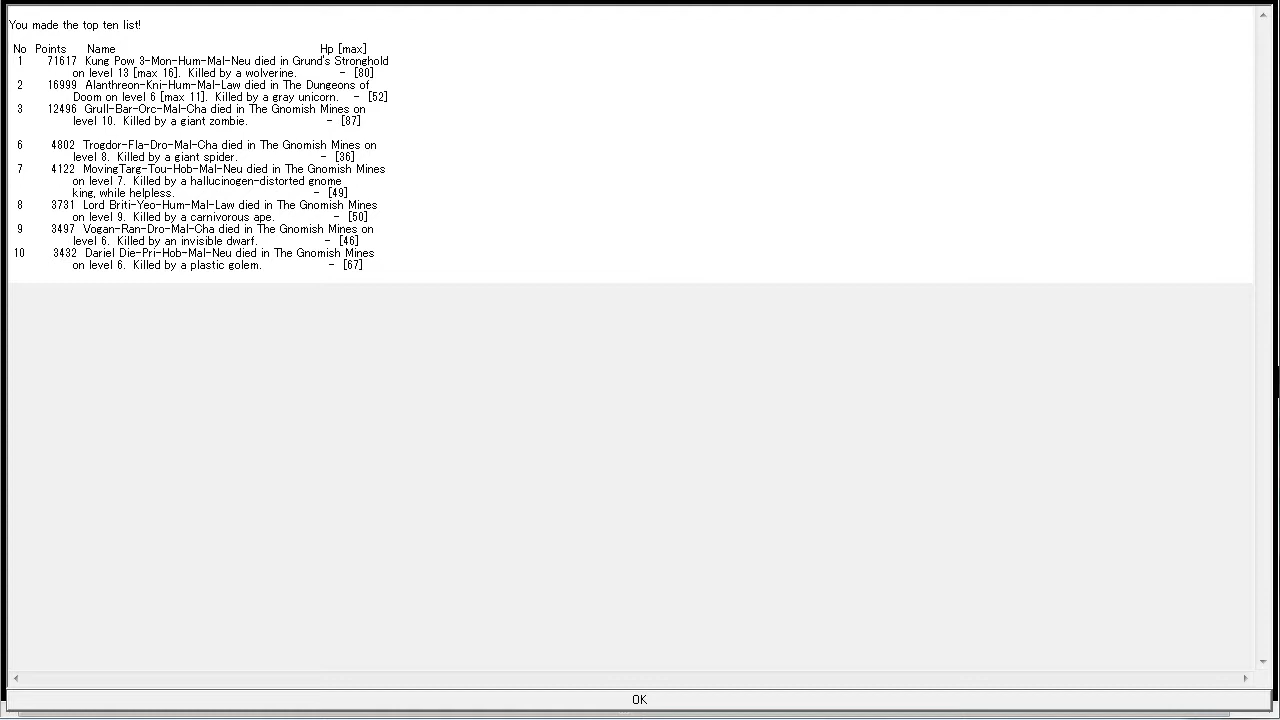 You made the top ten list!
No Points Name Hp [max]
1 71617 Kung Pow 3-Mon-Hum-Mal-Neu died in Grund's Stronghold
on level 13 [max 16]. Killed by a wolverine. - [80]
2 16999 Alanthreon-Kni-Hum-Mal-Law died in The Dungeons of
Doom on level 6 [max 11]. Killed by a gray unicorn. - [52]
3 12496 Grull-Bar-Orc-Mal-Cha died in The Gnomish Mines on
level 10. Killed by a giant zombie. - [87]
6 4802 Trogdor-Fla-Dro-Mal-Cha died in The Gnomish Mines on
level 8. Killed by a giant spider. - [36]
7 4122 MovingTarg-Tou-Hob-Mal-Neu died in The Gnomish Mines
on level 7. Killed by a hallucinogen-distorted gnome
king, while helpless. - [49]
8 3731 Lord Briti-Yeo-Hum-Mal-Law died in The Gnomish Mines
on level 9. Killed by a carnivorous ape. - [50]
9 3497 Vogan-Ran-Dro-Mal-Cha died in The Gnomish Mines on
level 6. Killed by an invisible dwarf. - [46]
10 3432 Dariel Die-Pri-Hob-Mal-Neu died in The Gnomish Mines
on level 6. Killed by a plastic golem. - [67]
OK